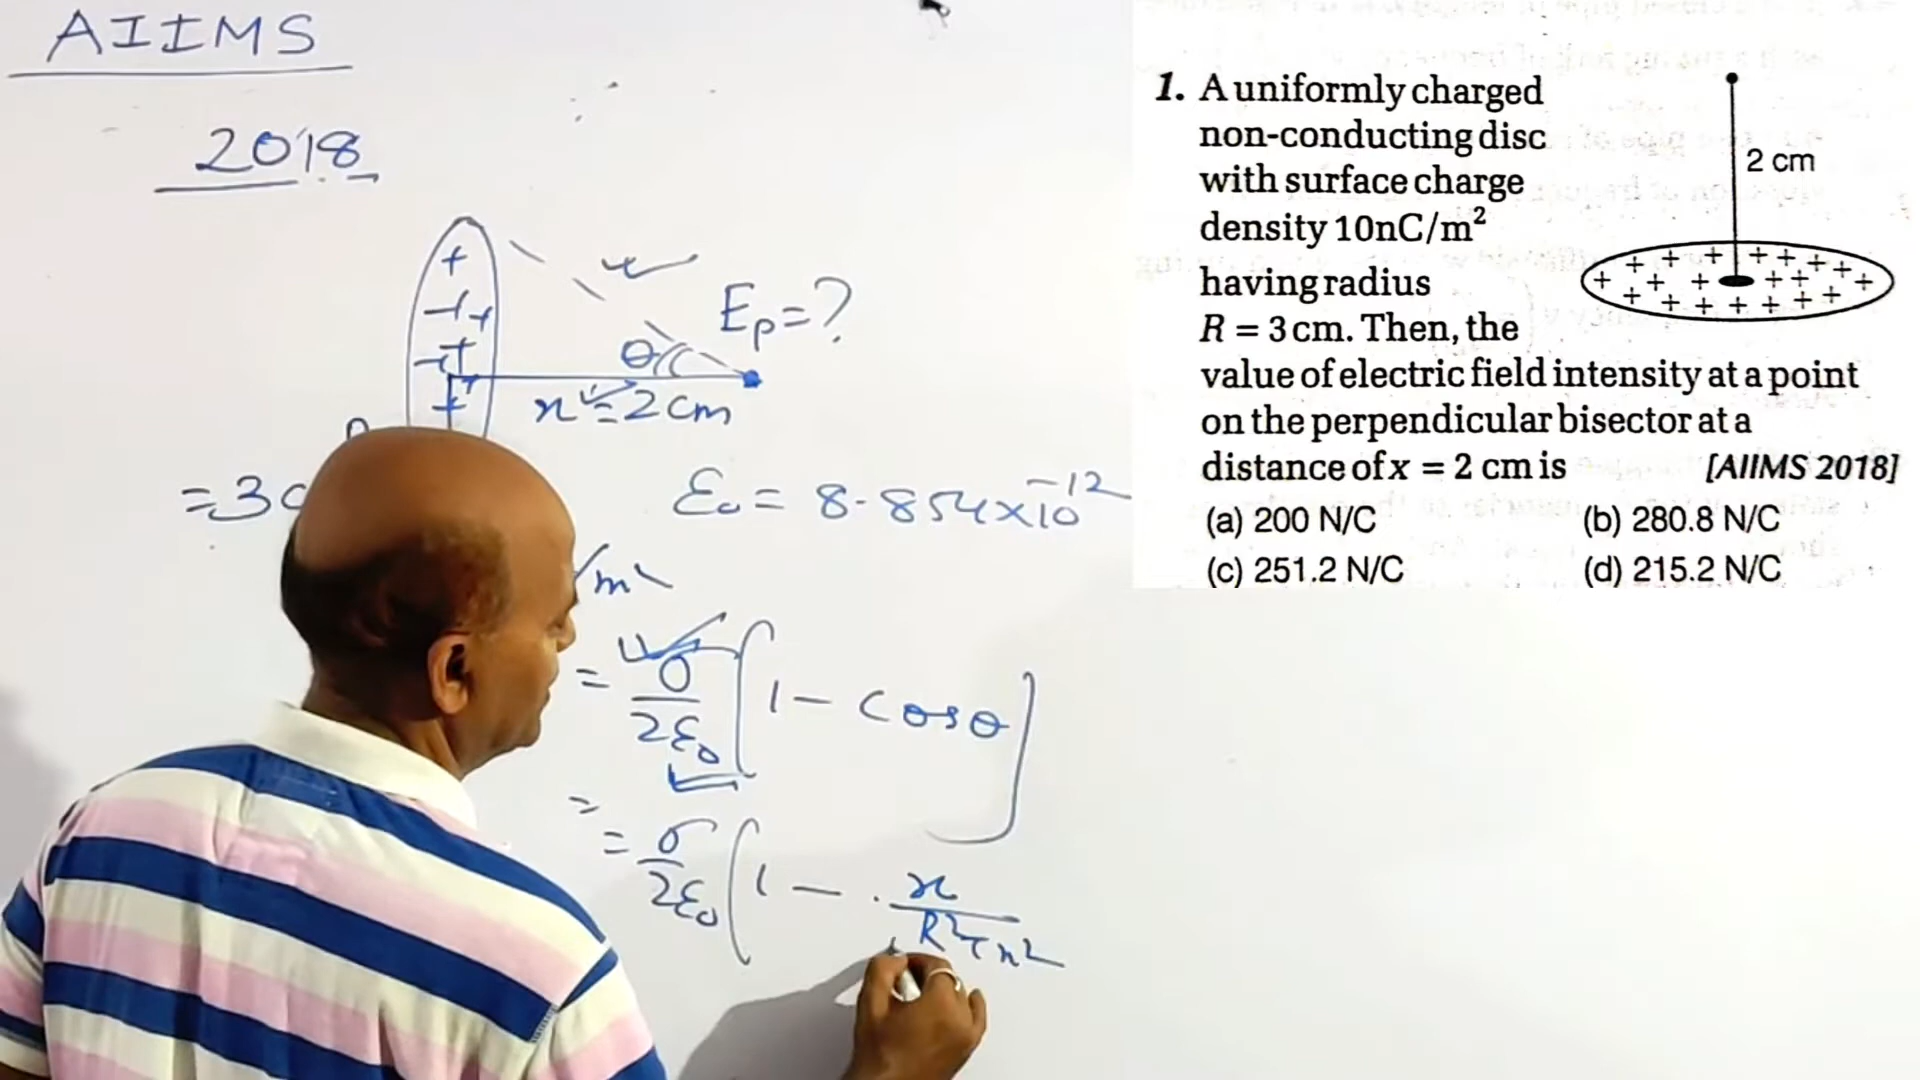 AIIMS
2018
+
++
++
+
θ
E_p = ?
x = 2 cm
= 3c
ε₀ = 8.854×10⁻¹²
/m²
= σ/2ε₀ [1 − cosθ]
= σ/2ε₀ [1 − x/R²+x²
1. A uniformly charged
non-conducting disc
with surface charge
density 10nC/m²
having radius
R = 3 cm. Then, the
value of electric field intensity at a point
on the perpendicular bisector at a
distance of x = 2 cm is [AIIMS 2018]
(a) 200 N/C (b) 280.8 N/C
(c) 251.2 N/C (d) 215.2 N/C
2 cm